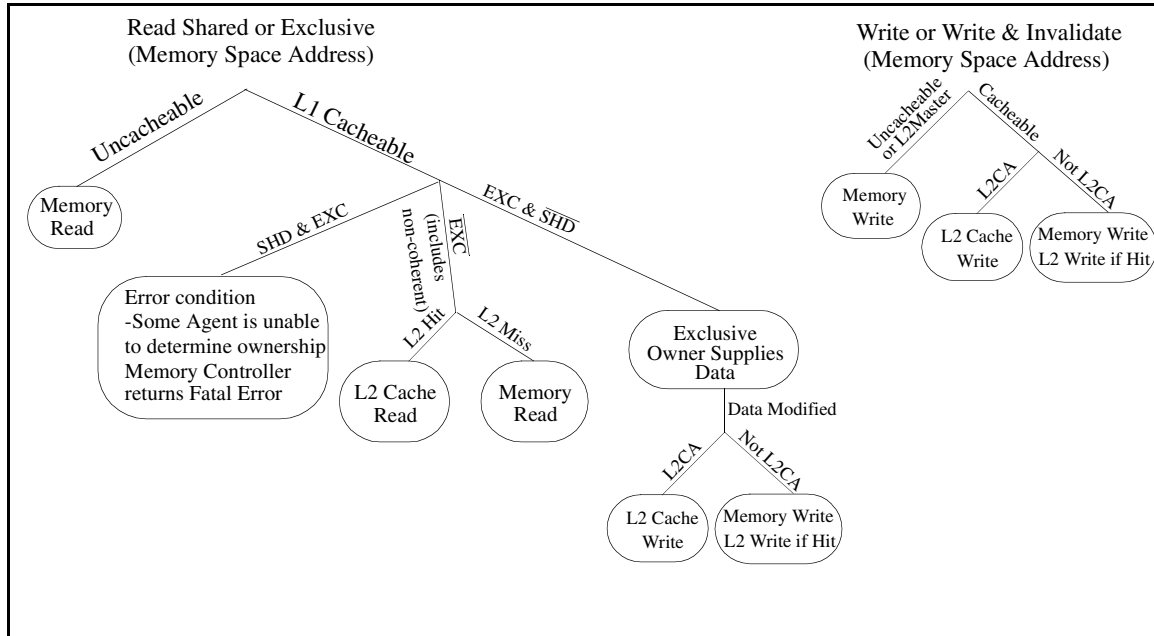 Read Shared or Exclusive
(Memory Space Address)
Uncacheable
L1 Cacheable
Memory
Read
SHD & EXC
EXC
(includes
non-coherent)
EXC & SHD
Error condition
-Some Agent is unable
to determine ownership
Memory Controller
returns Fatal Error
L2 Hit
L2 Miss
L2 Cache
Read
Memory
Read
Exclusive
Owner Supplies
Data
Data Modified
L2CA
Not L2CA
L2 Cache
Write
Memory Write
L2 Write if Hit
Write or Write & Invalidate
(Memory Space Address)
Uncacheable
or L2Master
Cacheable
Memory
Write
L2CA
Not L2CA
L2 Cache
Write
Memory Write
L2 Write if Hit